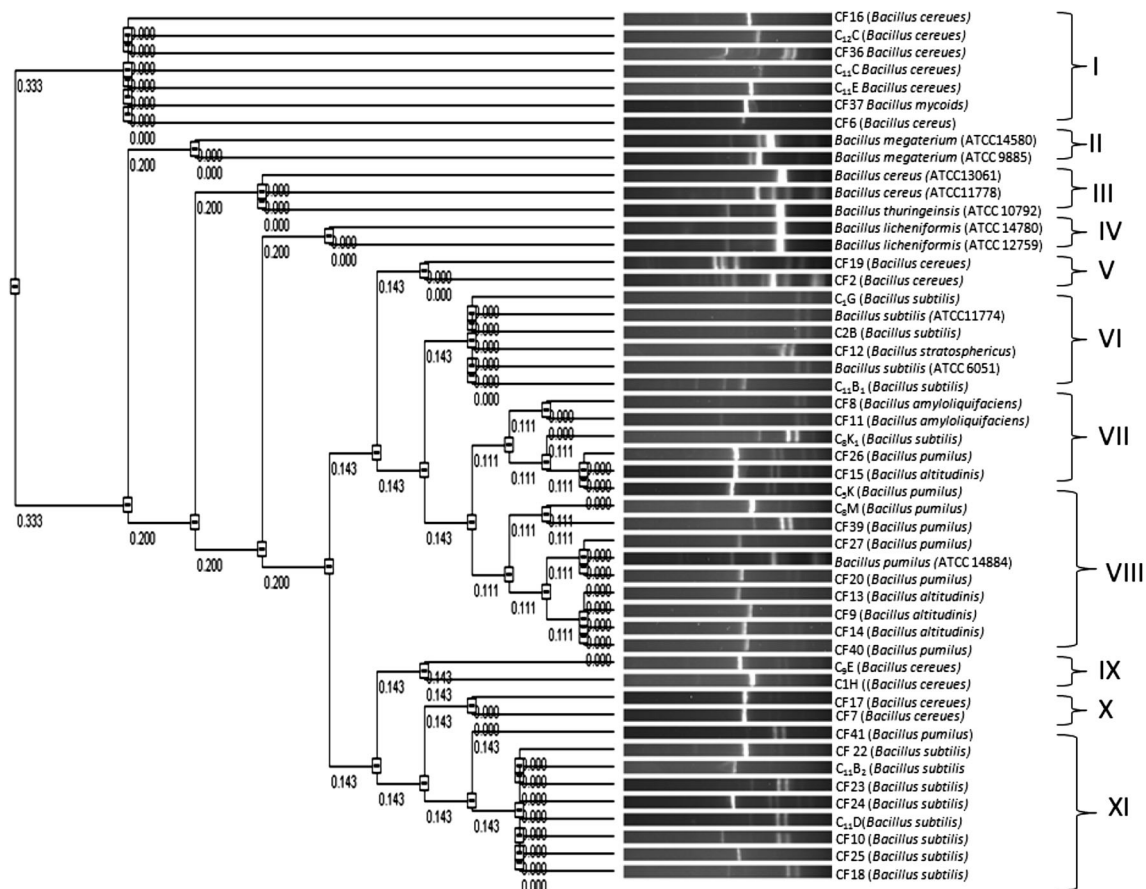 CF16 (Bacillus cereues)
C12C (Bacillus cereues)
CF36 Bacillus cereues)
C11C (Bacillus cereues)
C11E (Bacillus cereues)
CF37 Bacillus mycoids)
CF6 (Bacillus cereus)
Bacillus megaterium (ATCC14580)
Bacillus megaterium (ATCC 9885)
Bacillus cereus (ATCC13061)
Bacillus cereus (ATCC11778)
Bacillus thuringeinsis (ATCC 10792)
Bacillus licheniformis (ATCC 14780)
Bacillus licheniformis (ATCC 12759)
CF19 (Bacillus cereues)
CF2 (Bacillus cereues)
C1G (Bacillus subtilis)
Bacillus subtilis (ATCC11774)
C2B (Bacillus subtilis)
CF12 (Bacillus stratosphericus)
Bacillus subtilis (ATCC 6051)
C11B1 (Bacillus subtilis)
CF8 (Bacillus amyloliquifaciens)
CF11 (Bacillus amyloliquifaciens)
C8K1 (Bacillus subtilis)
CF26 (Bacillus pumilus)
CF15 (Bacillus altitudinis)
C5K (Bacillus pumilus)
C8M (Bacillus pumilus)
CF39 (Bacillus pumilus)
CF27 (Bacillus pumilus)
Bacillus pumilus (ATCC 14884)
CF20 (Bacillus pumilus)
CF13 (Bacillus altitudinis)
CF9 (Bacillus altitudinis)
CF14 (Bacillus altitudinis)
CF40 (Bacillus pumilus)
C9E (Bacillus cereues)
C1H ((Bacillus cereues)
CF17 (Bacillus cereues)
CF7 (Bacillus cereues)
CF41 (Bacillus pumilus)
CF 22 (Bacillus subtilis)
C11B2 (Bacillus subtilis
CF23 (Bacillus subtilis)
CF24 (Bacillus subtilis)
C11D(Bacillus subtilis)
CF10 (Bacillus subtilis)
CF25 (Bacillus subtilis)
CF18 (Bacillus subtilis)
I
II
III
IV
V
VI
VII
VIII
IX
X
XI
0.333
0.000
0.200
0.000
0.200
0.000
0.200
0.000
0.143
0.000
0.143
0.000
0.111
0.143
0.143
0.111
0.111
0.111
0.143
0.111
0.111
0.333
0.200
0.200
0.200
0.111
0.111
0.111
0.000
0.143
0.143
0.143
0.143
0.143
0.143
0.143
0.143
0.000